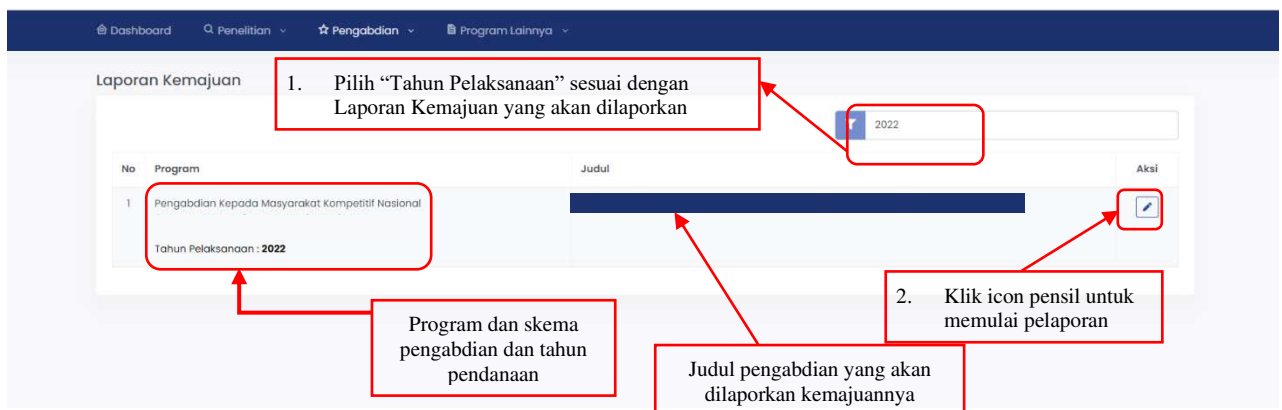 Dashboard Penelitian Pengabdian Program Lainnya
Laporan Kemajuan
1. Pilih “Tahun Pelaksanaan” sesuai dengan
Laporan Kemajuan yang akan dilaporkan
2022
No Program Judul Aksi
1 Pengabdian Kepada Masyarakat Kompetitif Nasional
Tahun Pelaksanaan : 2022
2. Klik icon pensil untuk
memulai pelaporan
Program dan skema
pengabdian dan tahun
pendanaan
Judul pengabdian yang akan
dilaporkan kemajuannya